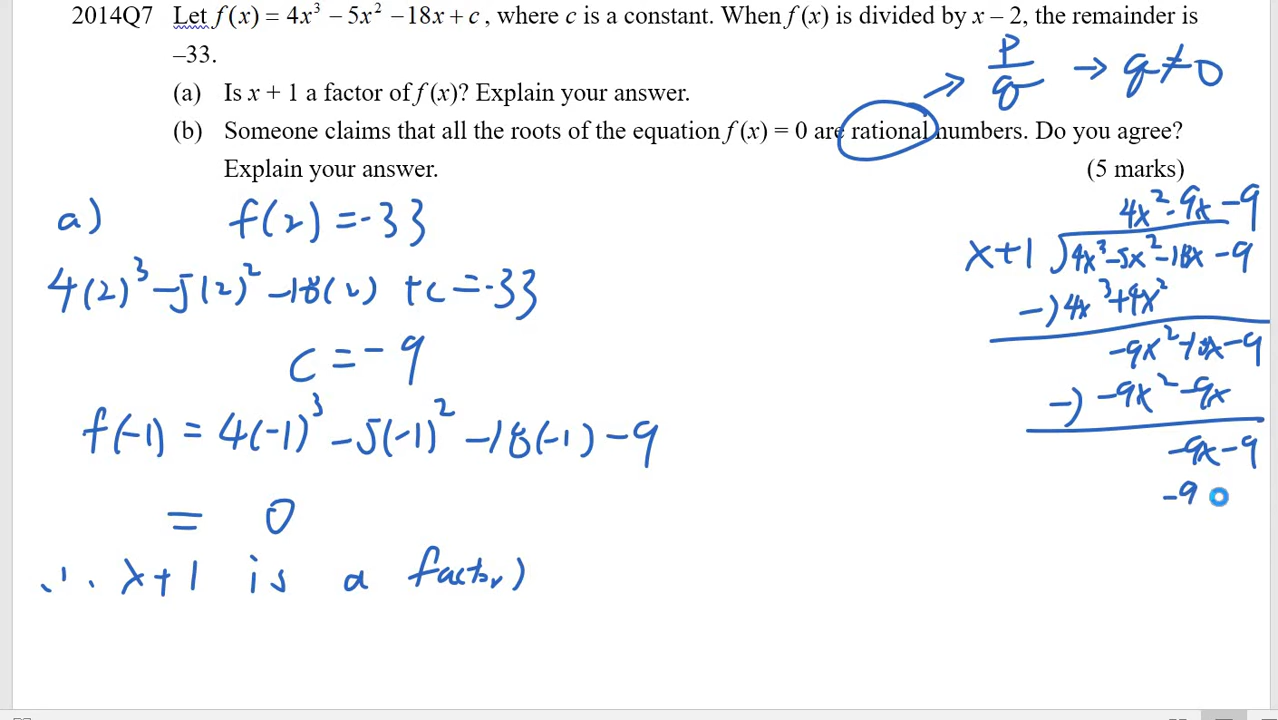 2014Q7 Let f(x) = 4x³ − 5x² − 18x + c, where c is a constant. When f(x) is divided by x − 2, the remainder is
−33.
(a) Is x + 1 a factor of f(x)? Explain your answer.
(b) Someone claims that all the roots of the equation f(x) = 0 are rational numbers. Do you agree?
Explain your answer. (5 marks)
→ p/q → q ≠ 0
a) f(2) = -33
4(2)³ - 5(2)² - 18(2) + c = -33
c = -9
f(-1) = 4(-1)³ - 5(-1)² - 18(-1) - 9
= 0
∴ x+1 is a factor)
4x² - 9x - 9
x+1 ) 4x³ - 5x² - 18x - 9
-) 4x³ + 4x²
-9x² - 18x - 9
-) -9x² - 9x
-9x - 9
-9